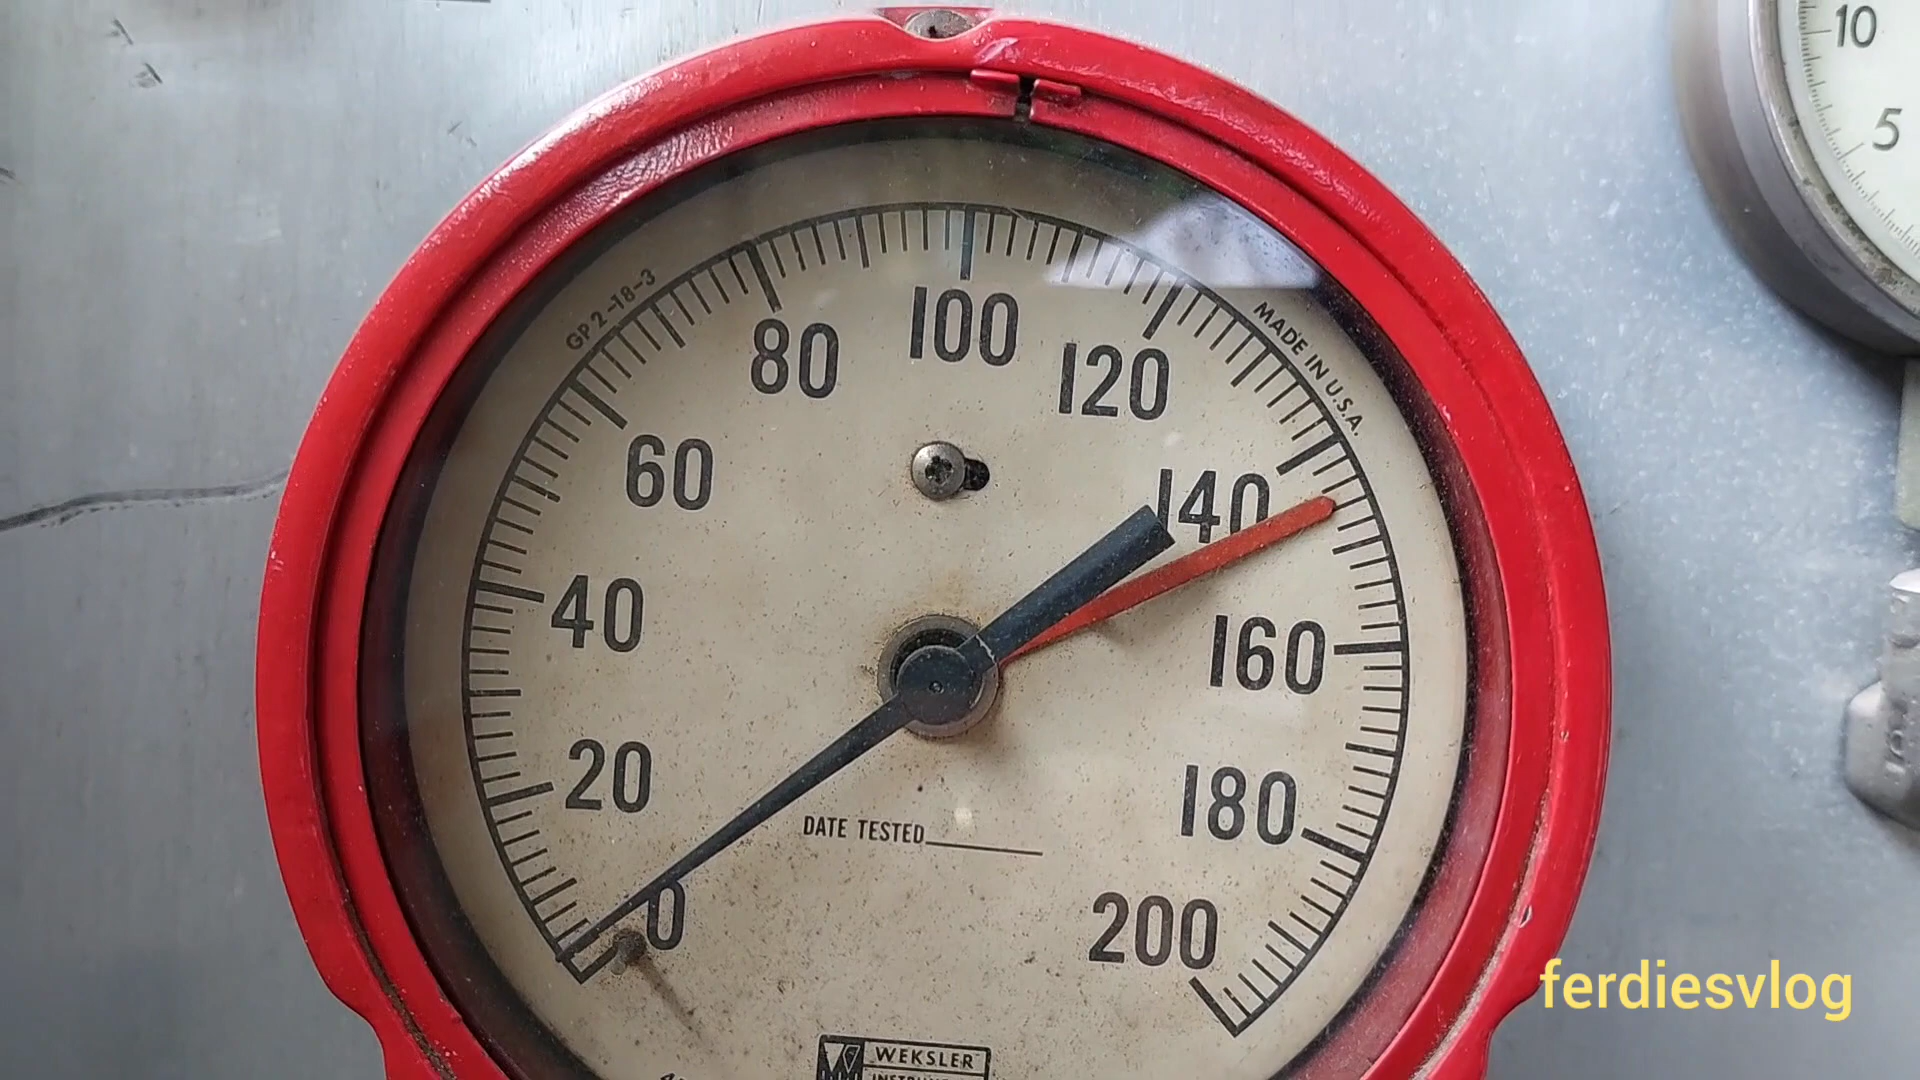 10
5
GP 2-18-3
MADE IN U.S.A.
0
20
40
60
80
100
120
140
160
180
200
DATE TESTED
WEKSLER
ferdiesvlog